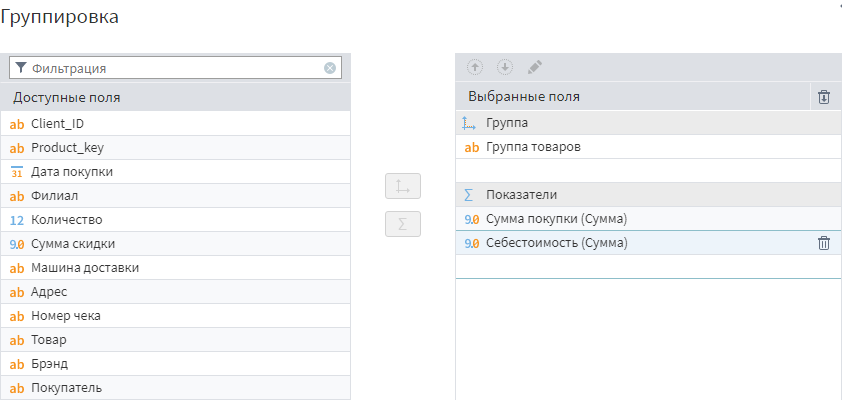 Группировка
Фильтрация
Доступные поля
ab Client_ID
ab Product_key
31 Дата покупки
ab Филиал
12 Количество
9.0 Сумма скидки
ab Машина доставки
ab Адрес
ab Номер чека
ab Товар
ab Брэнд
ab Покупатель
Σ
Выбранные поля
Группа
ab Группа товаров
Σ Показатели
9.0 Сумма покупки (Сумма)
9.0 Себестоимость (Сумма)